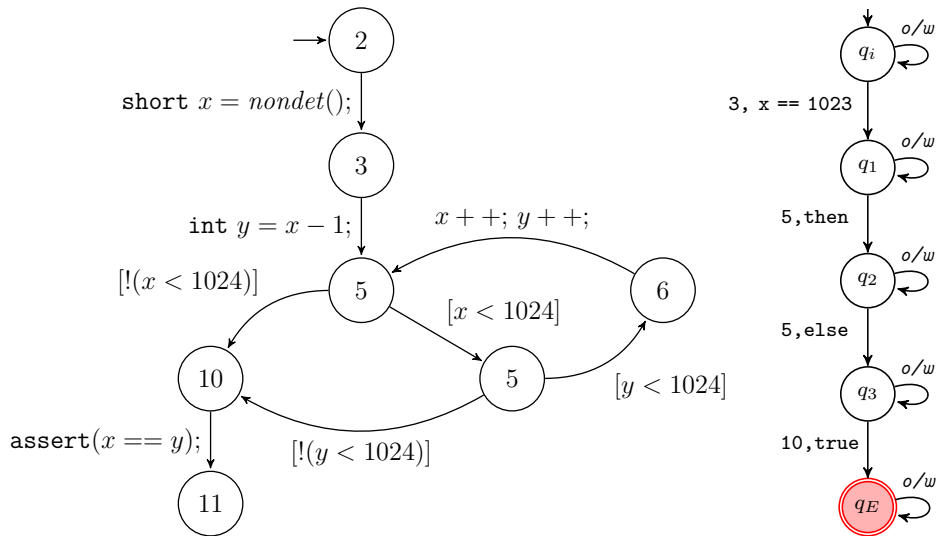 2
short x = nondet();
3
int y = x − 1;
x + +; y + +;
[!(x < 1024)]
5
6
[x < 1024]
10
5
[y < 1024]
assert(x == y);
[!(y < 1024)]
11
q_i
o/w
3, x == 1023
q_1
o/w
5,then
q_2
o/w
5,else
q_3
o/w
10,true
q_E
o/w